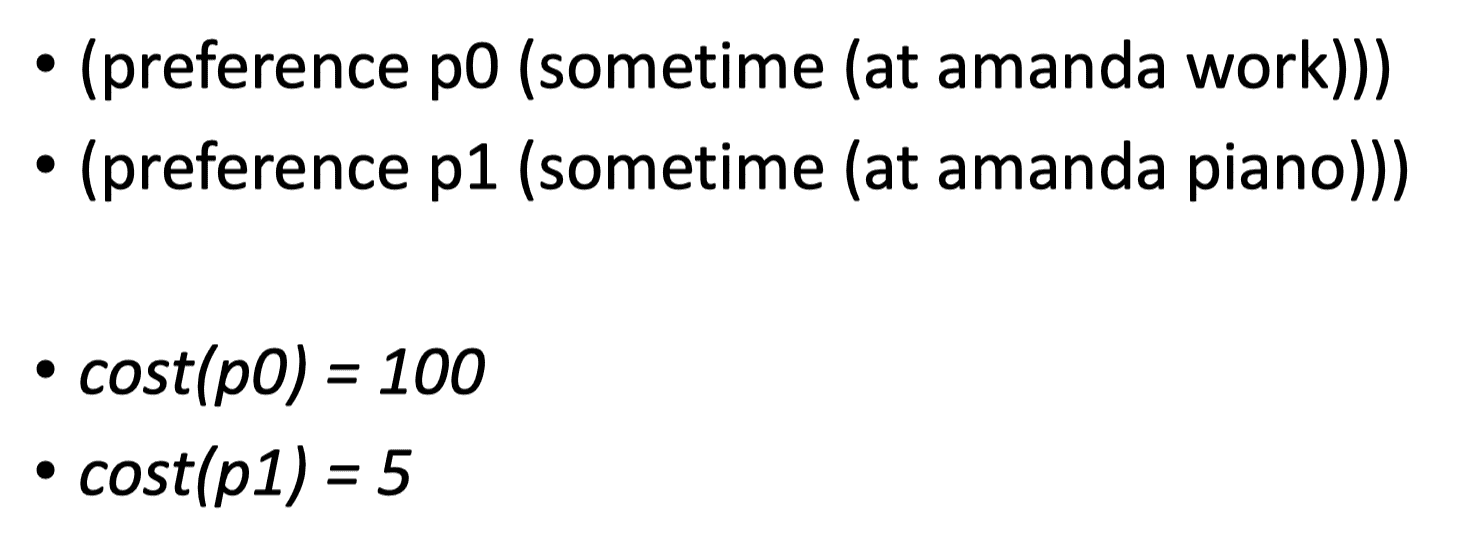 • (preference p0 (sometime (at amanda work)))
• (preference p1 (sometime (at amanda piano)))
• cost(p0) = 100
• cost(p1) = 5